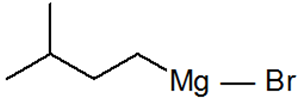 Mg — Br